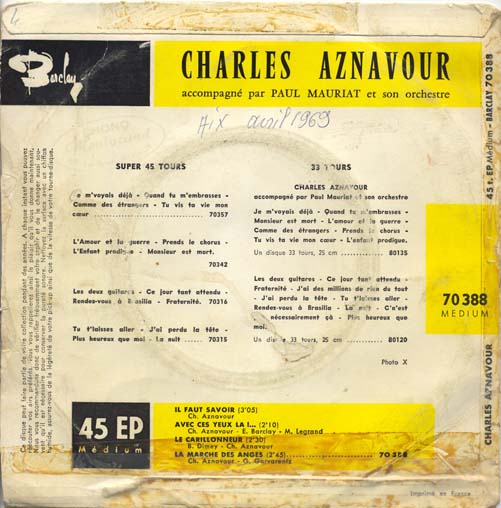 Barclay
CHARLES AZNAVOUR
accompagné par PAUL MAURIAT et son orchestre
Aix avril 1969
SUPER 45 TOURS
Je m'voyais déjà - Quand tu m'embrasses -
Comme des étrangers - Tu vis ta vie mon
cœur 70357
L'Amour et la guerre - Prends le chorus -
L'Enfant prodigue - Monsieur est mort.
70342
Les deux guitares - Ce jour tant attendu -
Rendez-vous à Brasilia - Fraternité. 70316
Tu t'laisses aller - J'ai perdu la tête -
Plus heureux que moi - La nuit ..... 70315
33 TOURS
CHARLES AZNAVOUR
accompagné par Paul Mauriat et son orchestre
Je m'voyais déjà - Quand tu m'embrasses -
Monsieur est mort - L'amour et la guerre -
Comme des étrangers - Prends le chorus -
Tu vis ta vie mon cœur - L'enfant prodigue.
Un disque 33 tours, 25 cm ........ 80135
Les deux guitares - Ce jour tant attendu -
Fraternité - J'ai des millions de rien du tout
- J'ai perdu la tête - Tu t'laisses aller -
Rendez-vous à Brasilia - La nuit - C'est
nécessairement ça - Plus heureux que
moi.
Un disque 33 tours, 25 cm ........ 80120
Photo X
45 EP
Médium
IL FAUT SAVOIR (3'05)
Ch. Aznavour
AVEC CES YEUX LA !... (2'10)
Ch. Aznavour - E. Barclay - M. Legrand
LE CARILLONNEUR (2'30)
B. Dimey - Ch. Aznavour
LA MARCHE DES ANGES (2'45) 70 388
Ch. Aznavour - G. Garvarentz
45 t. EP Médium - BARCLAY 70 388
70 388
MEDIUM
CHARLES AZNAVOUR
Imprimé en France